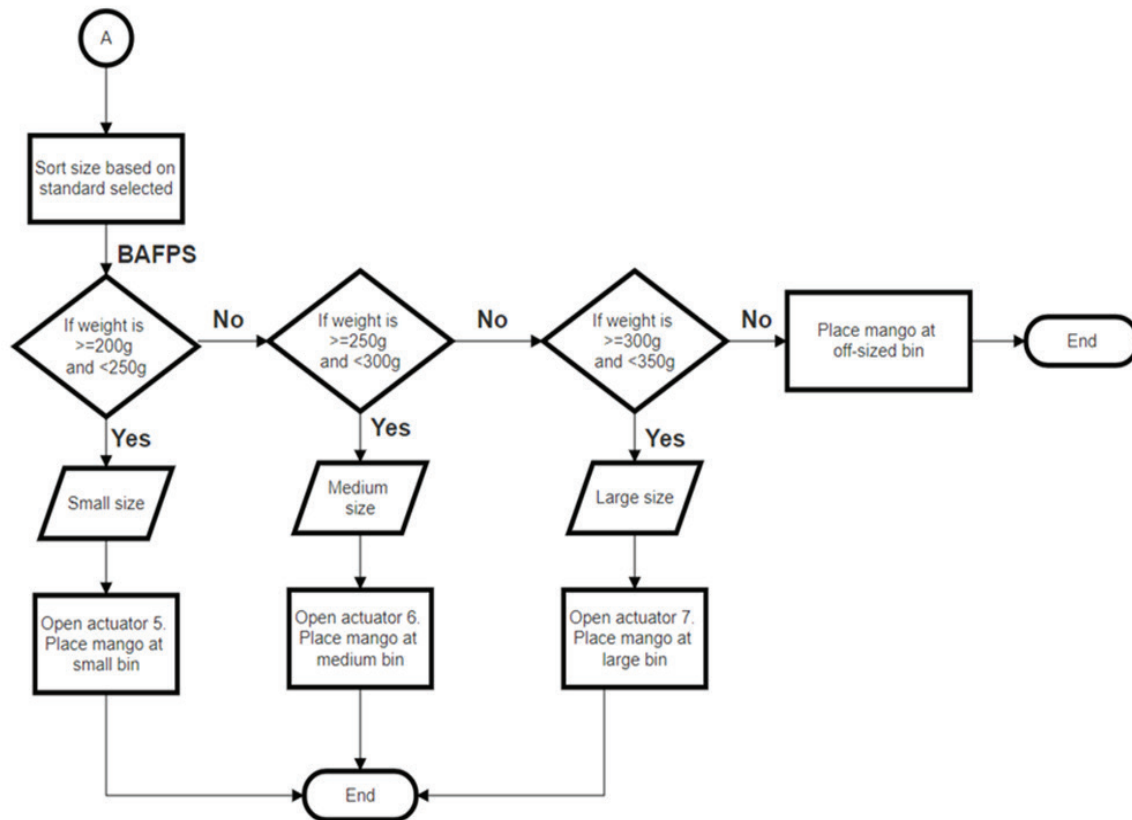 A
Sort size based on
standard selected
BAFPS
If weight is
>=200g
and <250g
No
If weight is
>=250g
and <300g
No
If weight is
>=300g
and <350g
No
Place mango at
off-sized bin
End
Yes
Yes
Yes
Small size
Medium
size
Large size
Open actuator 5.
Place mango at
small bin
Open actuator 6.
Place mango at
medium bin
Open actuator 7.
Place mango at
large bin
End